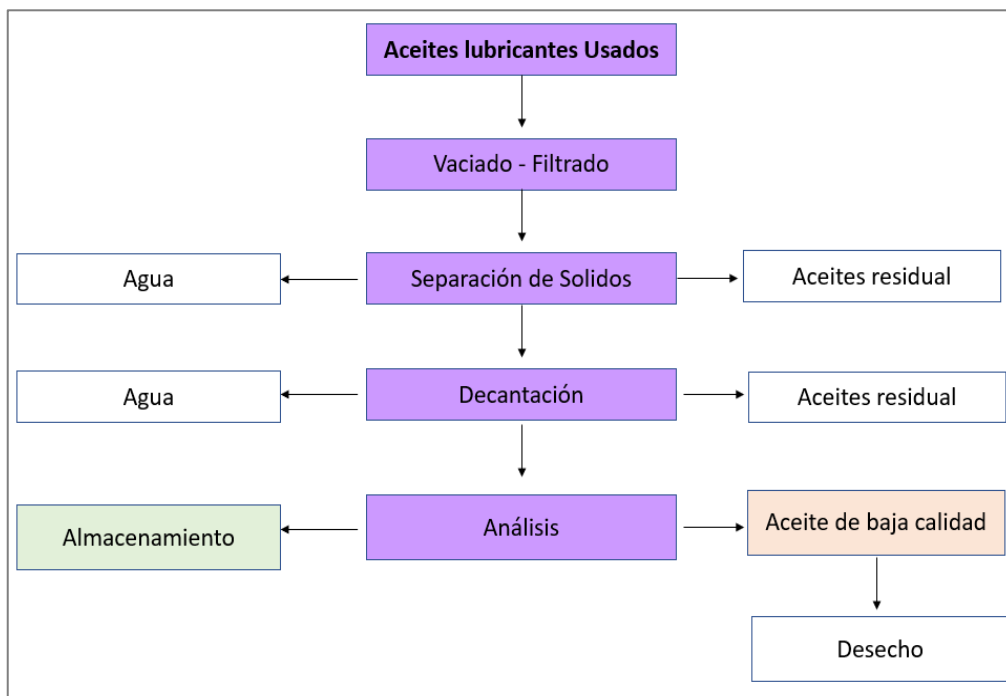 Aceites lubricantes Usados
Vaciado - Filtrado
Agua
Separación de Solidos
Aceites residual
Agua
Decantación
Aceites residual
Almacenamiento
Análisis
Aceite de baja calidad
Desecho